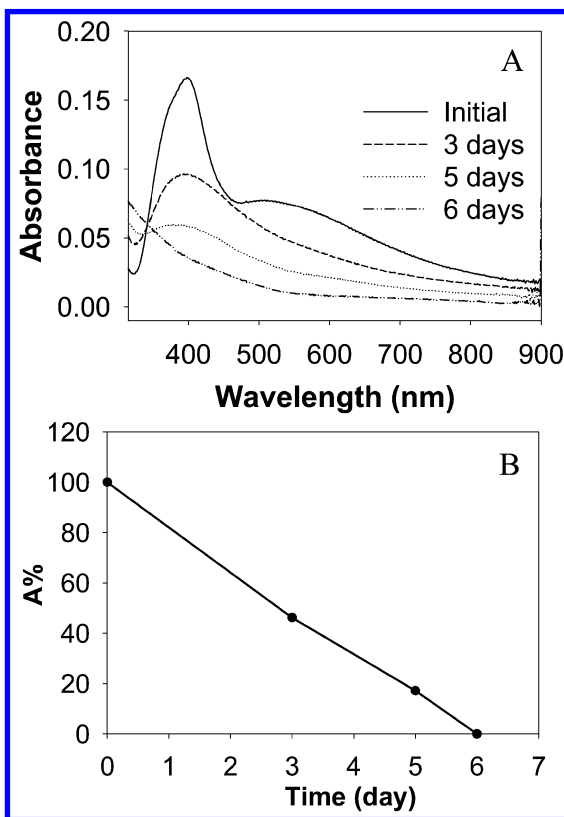 A
0.20
0.15
0.10
0.05
0.00
Absorbance
Initial
3 days
5 days
6 days
400 500 600 700 800 900
Wavelength (nm)
B
120
100
80
60
40
20
0
A%
0 1 2 3 4 5 6 7
Time (day)